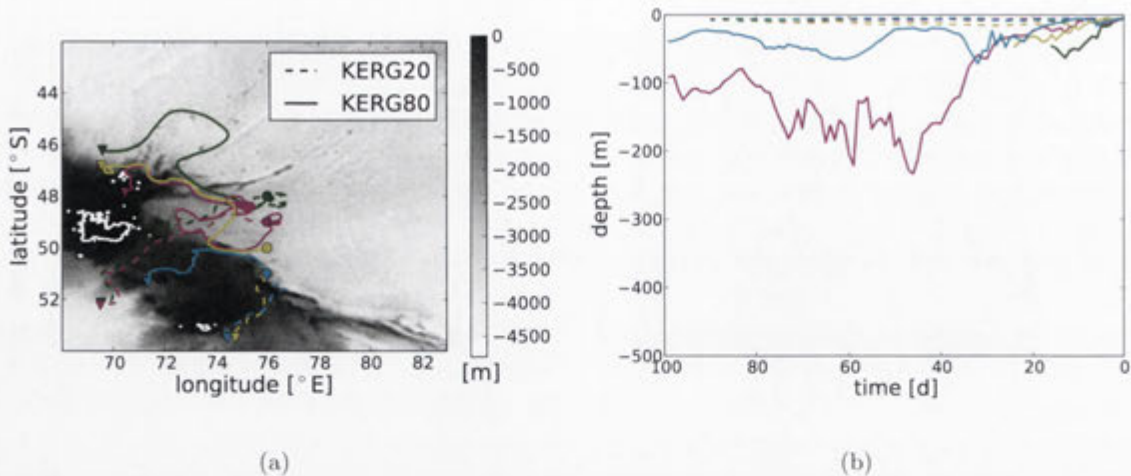 KERG20
KERG80
44
46
48
50
52
latitude [°S]
70 72 74 76 78 80 82
longitude [°E]
0
−500
−1000
−1500
−2000
−2500
−3000
−3500
−4000
−4500
[m]
(a)
0
−100
−200
−300
−400
−500
depth [m]
100 80 60 40 20 0
time [d]
(b)